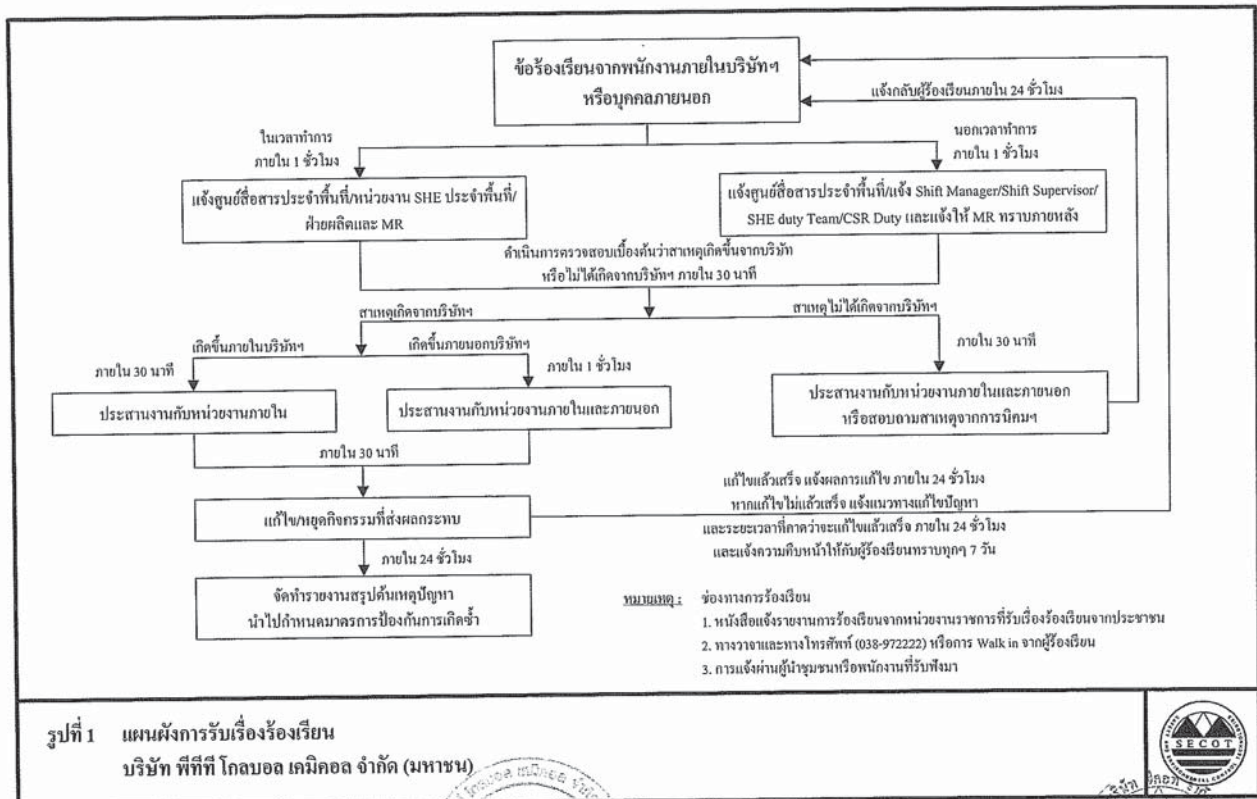 ข้อร้องเรียนจากพนักงานภายในบริษัทฯ
หรือบุคคลภายนอก
แจ้งกลับผู้ร้องเรียนภายใน 24 ชั่วโมง
ในเวลาทำการ
ภายใน 1 ชั่วโมง
นอกเวลาทำการ
ภายใน 1 ชั่วโมง
แจ้งศูนย์สื่อสารประจำพื้นที่/หน่วยงาน SHE ประจำพื้นที่/
ฝ่ายผลิตและ MR
แจ้งศูนย์สื่อสารประจำพื้นที่/แจ้ง Shift Manager/Shift Supervisor/
SHE duty Team/CSR Duty และแจ้งให้ MR ทราบภายหลัง
ดำเนินการตรวจสอบเบื้องต้นว่าสาเหตุเกิดขึ้นจากบริษัท
หรือไม่ได้เกิดจากบริษัทฯ ภายใน 30 นาที
สาเหตุเกิดจากบริษัทฯ
สาเหตุไม่ได้เกิดจากบริษัทฯ
เกิดขึ้นภายในบริษัทฯ
เกิดขึ้นภายนอกบริษัทฯ
ภายใน 30 นาที
ภายใน 1 ชั่วโมง
ภายใน 30 นาที
ประสานงานกับหน่วยงานภายใน
ประสานงานกับหน่วยงานภายในและภายนอก
ประสานงานกับหน่วยงานภายในและภายนอก
หรือสอบถามสาเหตุจากการนิคมฯ
ภายใน 30 นาที
แก้ไข/หยุดกิจกรรมที่ส่งผลกระทบ
แก้ไขแล้วเสร็จ แจ้งผลการแก้ไข ภายใน 24 ชั่วโมง
หากแก้ไขไม่แล้วเสร็จ แจ้งแนวทางแก้ไขปัญหา
และระยะเวลาที่คาดว่าจะแก้ไขแล้วเสร็จ ภายใน 24 ชั่วโมง
และแจ้งความคืบหน้าให้กับผู้ร้องเรียนทราบทุกๆ 7 วัน
ภายใน 24 ชั่วโมง
จัดทำรายงานสรุปต้นเหตุปัญหา
นำไปกำหนดมาตรการป้องกันการเกิดซ้ำ
หมายเหตุ : ช่องทางการร้องเรียน
1. หนังสือแจ้งรายงานการร้องเรียนจากหน่วยงานราชการที่รับเรื่องร้องเรียนจากประชาชน
2. ทางวาจาและทางโทรศัพท์ (038-972222) หรือการ Walk in จากผู้ร้องเรียน
3. การแจ้งผ่านผู้นำชุมชนหรือพนักงานที่รับฟังมา
รูปที่ 1 แผนผังการรับเรื่องร้องเรียน
บริษัท พีทีที โกลบอล เคมิคอล จำกัด (มหาชน)
SECOT